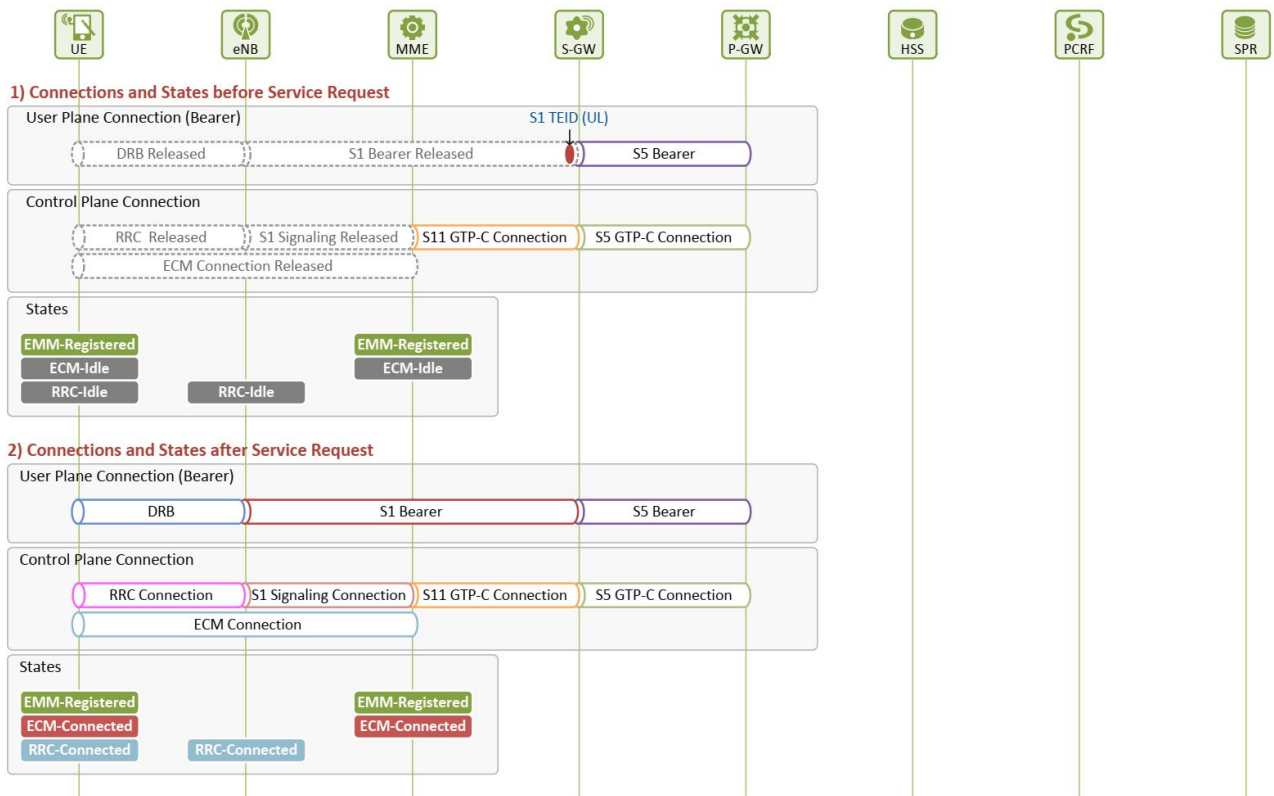 UE eNB MME S-GW P-GW HSS PCRF SPR
1) Connections and States before Service Request
User Plane Connection (Bearer) S1 TEID (UL)
DRB Released S1 Bearer Released S5 Bearer
Control Plane Connection
RRC Released S1 Signaling Released S11 GTP-C Connection S5 GTP-C Connection
ECM Connection Released
States
EMM-Registered EMM-Registered
ECM-Idle ECM-Idle
RRC-Idle RRC-Idle
2) Connections and States after Service Request
User Plane Connection (Bearer)
DRB S1 Bearer S5 Bearer
Control Plane Connection
RRC Connection S1 Signaling Connection S11 GTP-C Connection S5 GTP-C Connection
ECM Connection
States
EMM-Registered EMM-Registered
ECM-Connected ECM-Connected
RRC-Connected RRC-Connected